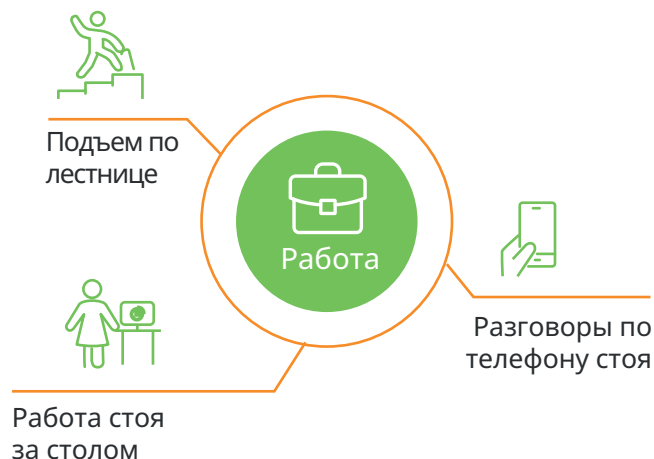 Подъем по
лестнице
Работа
Разговоры по
телефону стоя
Работа стоя
за столом